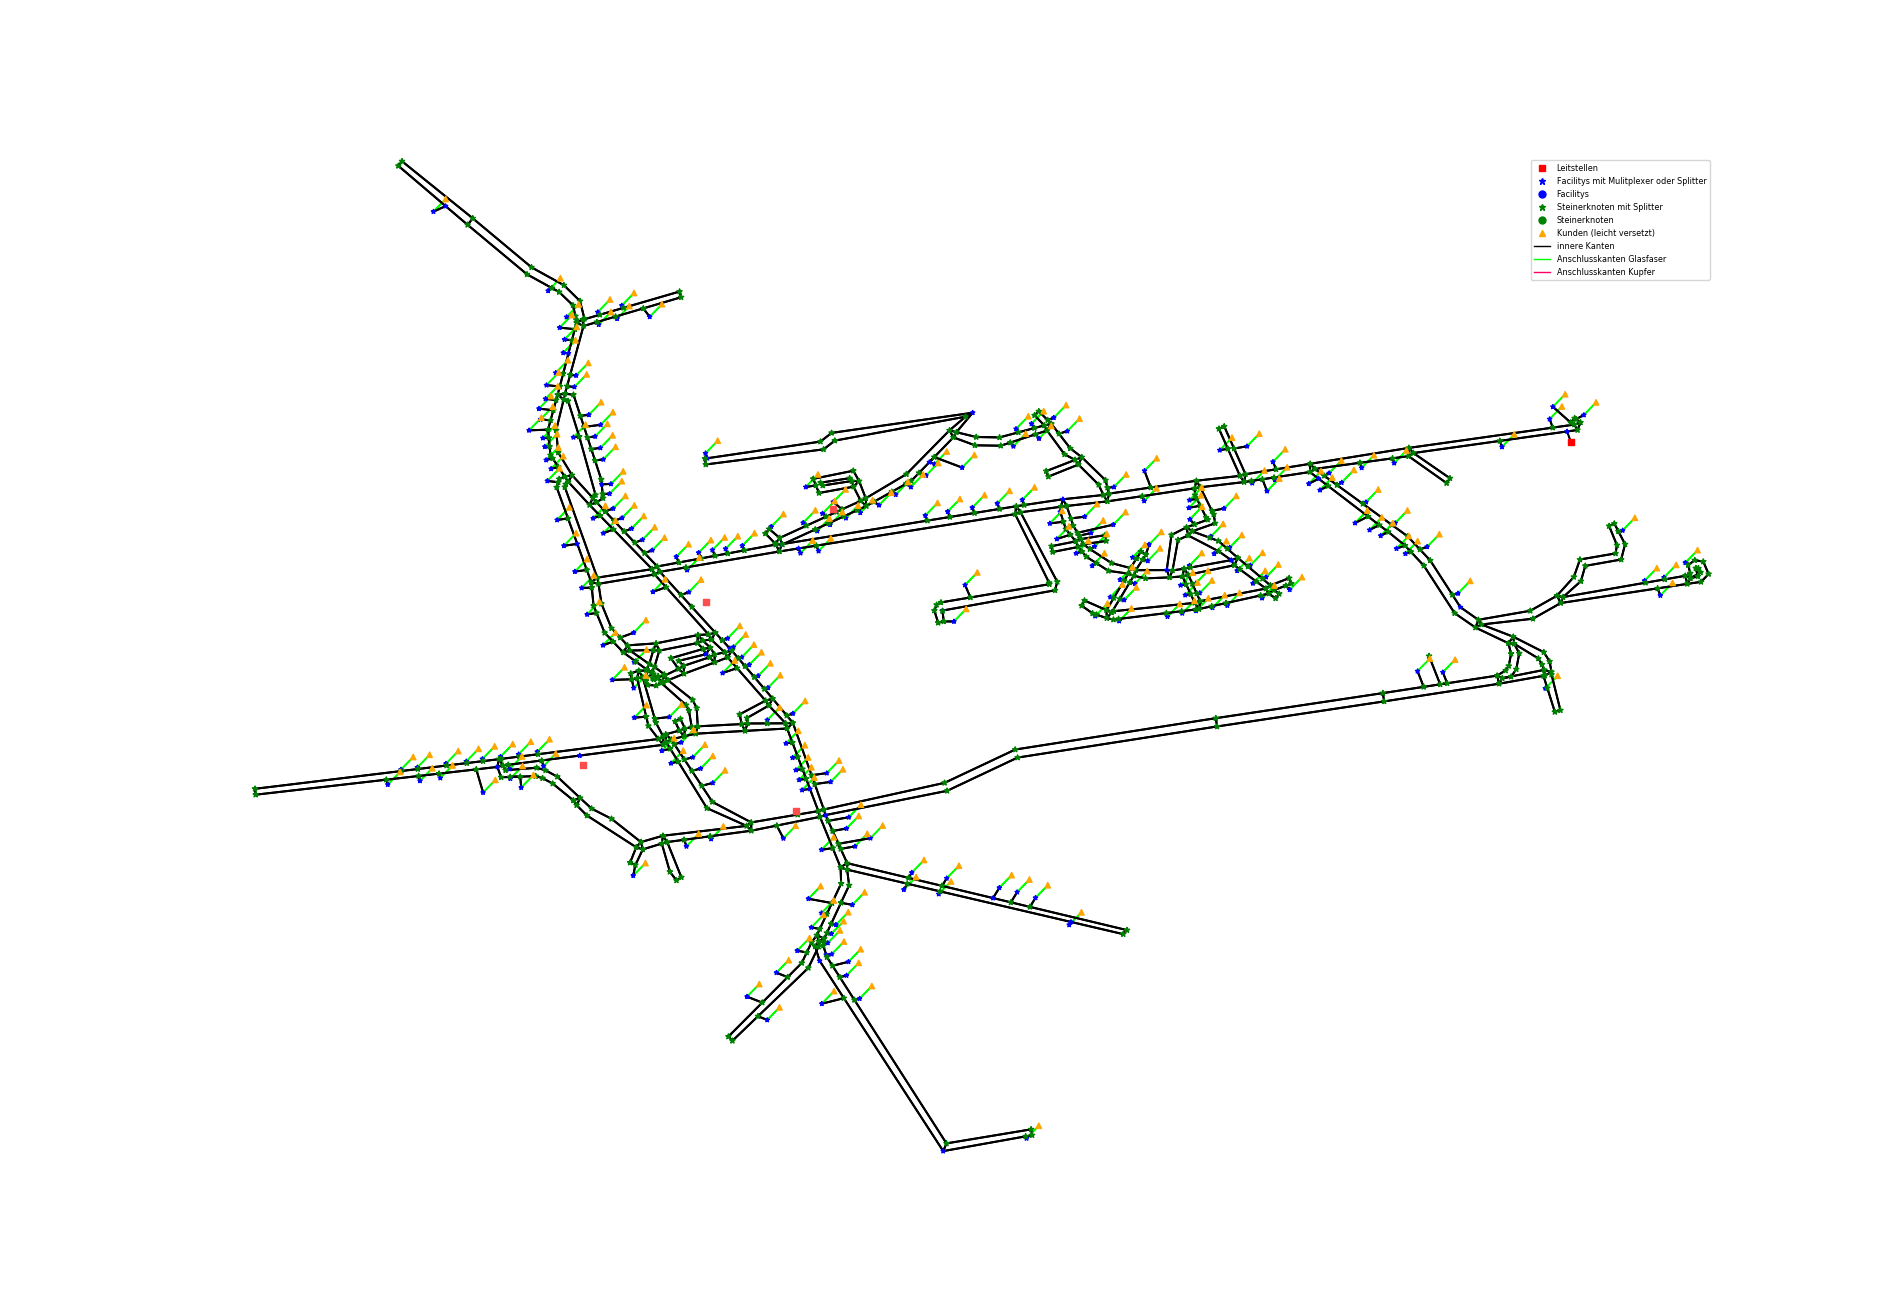 Leitstellen
Facilitys mit Mulitplexer oder Splitter
Facilitys
Steinerknoten mit Splitter
Steinerknoten
Kunden (leicht versetzt)
innere Kanten
Anschlusskanten Glasfaser
Anschlusskanten Kupfer